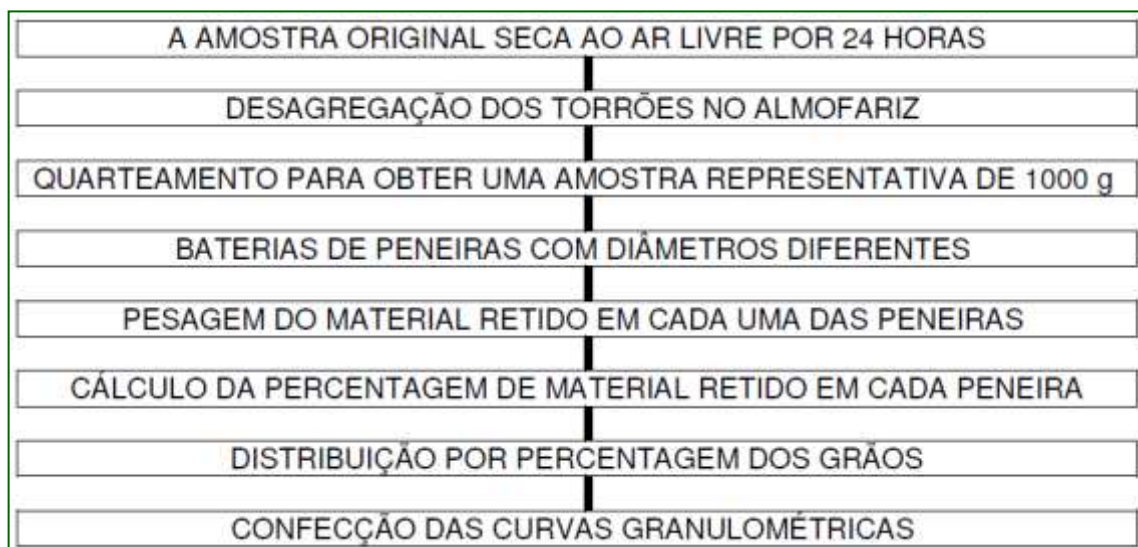 A AMOSTRA ORIGINAL SECA AO AR LIVRE POR 24 HORAS
DESAGREGAÇÃO DOS TORRÕES NO ALMOFARIZ
QUARTEAMENTO PARA OBTER UMA AMOSTRA REPRESENTATIVA DE 1000 g
BATERIAS DE PENEIRAS COM DIÂMETROS DIFERENTES
PESAGEM DO MATERIAL RETIDO EM CADA UMA DAS PENEIRAS
CÁLCULO DA PERCENTAGEM DE MATERIAL RETIDO EM CADA PENEIRA
DISTRIBUIÇÃO POR PERCENTAGEM DOS GRÃOS
CONFECÇÃO DAS CURVAS GRANULOMÉTRICAS